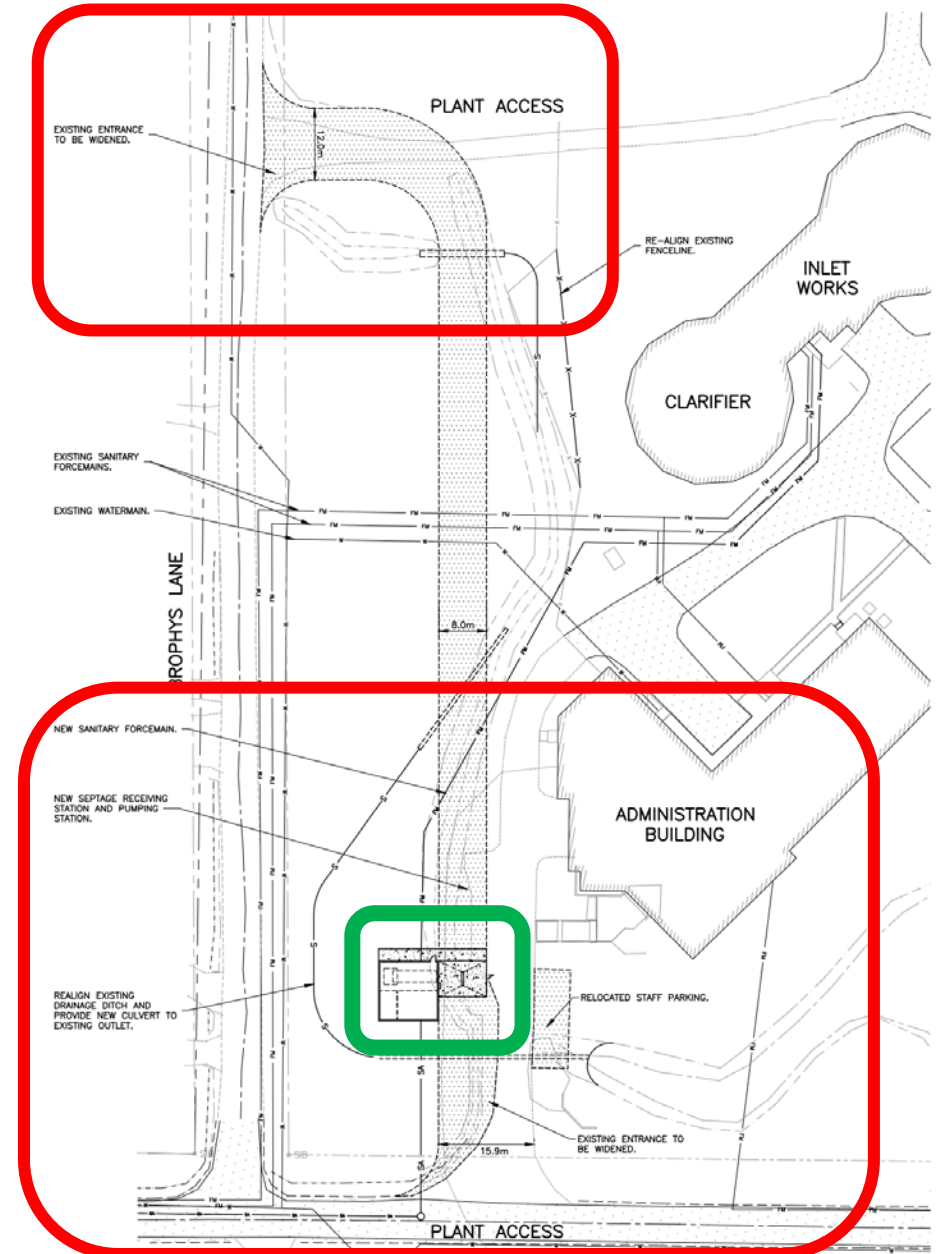 PLANT ACCESS
EXISTING ENTRANCE
TO BE WIDENED.
12.0m
RE-ALIGN EXISTING
FENCELINE.
INLET
WORKS
CLARIFIER
EXISTING SANITARY
FORCEMAINS.
EXISTING WATERMAIN.
BROPHYS LANE
8.0m
NEW SANITARY FORCEMAIN.
NEW SEPTAGE RECEIVING
STATION AND PUMPING
STATION.
ADMINISTRATION
BUILDING
REALIGN EXISTING
DRAINAGE DITCH AND
PROVIDE NEW CULVERT TO
EXISTING OUTLET.
RELOCATED STAFF PARKING.
EXISTING ENTRANCE TO
BE WIDENED.
15.9m
PLANT ACCESS